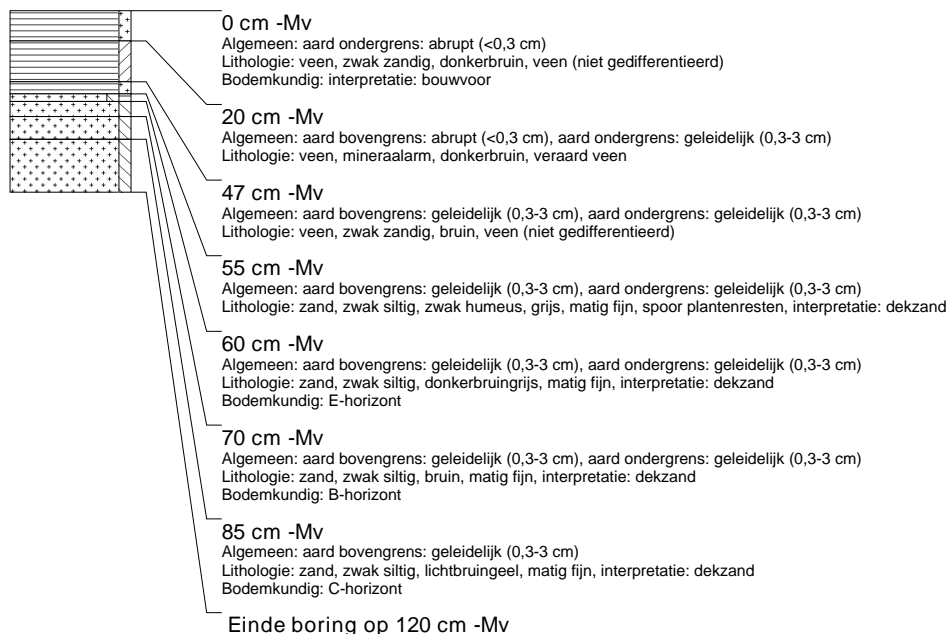 0 cm -Mv
Algemeen: aard ondergrens: abrupt (<0,3 cm)
Lithologie: veen, zwak zandig, donkerbruin, veen (niet gedifferentieerd)
Bodemkundig: interpretatie: bouwvoor
20 cm -Mv
Algemeen: aard bovengrens: abrupt (<0,3 cm), aard ondergrens: geleidelijk (0,3-3 cm)
Lithologie: veen, mineraalarm, donkerbruin, veraard veen
47 cm -Mv
Algemeen: aard bovengrens: geleidelijk (0,3-3 cm), aard ondergrens: geleidelijk (0,3-3 cm)
Lithologie: veen, zwak zandig, bruin, veen (niet gedifferentieerd)
55 cm -Mv
Algemeen: aard bovengrens: geleidelijk (0,3-3 cm), aard ondergrens: geleidelijk (0,3-3 cm)
Lithologie: zand, zwak siltig, zwak humeus, grijs, matig fijn, spoor plantenresten, interpretatie: dekzand
60 cm -Mv
Algemeen: aard bovengrens: geleidelijk (0,3-3 cm), aard ondergrens: geleidelijk (0,3-3 cm)
Lithologie: zand, zwak siltig, donkerbruingrijs, matig fijn, interpretatie: dekzand
Bodemkundig: E-horizont
70 cm -Mv
Algemeen: aard bovengrens: geleidelijk (0,3-3 cm), aard ondergrens: geleidelijk (0,3-3 cm)
Lithologie: zand, zwak siltig, bruin, matig fijn, interpretatie: dekzand
Bodemkundig: B-horizont
85 cm -Mv
Algemeen: aard bovengrens: geleidelijk (0,3-3 cm)
Lithologie: zand, zwak siltig, lichtbruingeel, matig fijn, interpretatie: dekzand
Bodemkundig: C-horizont
Einde boring op 120 cm -Mv